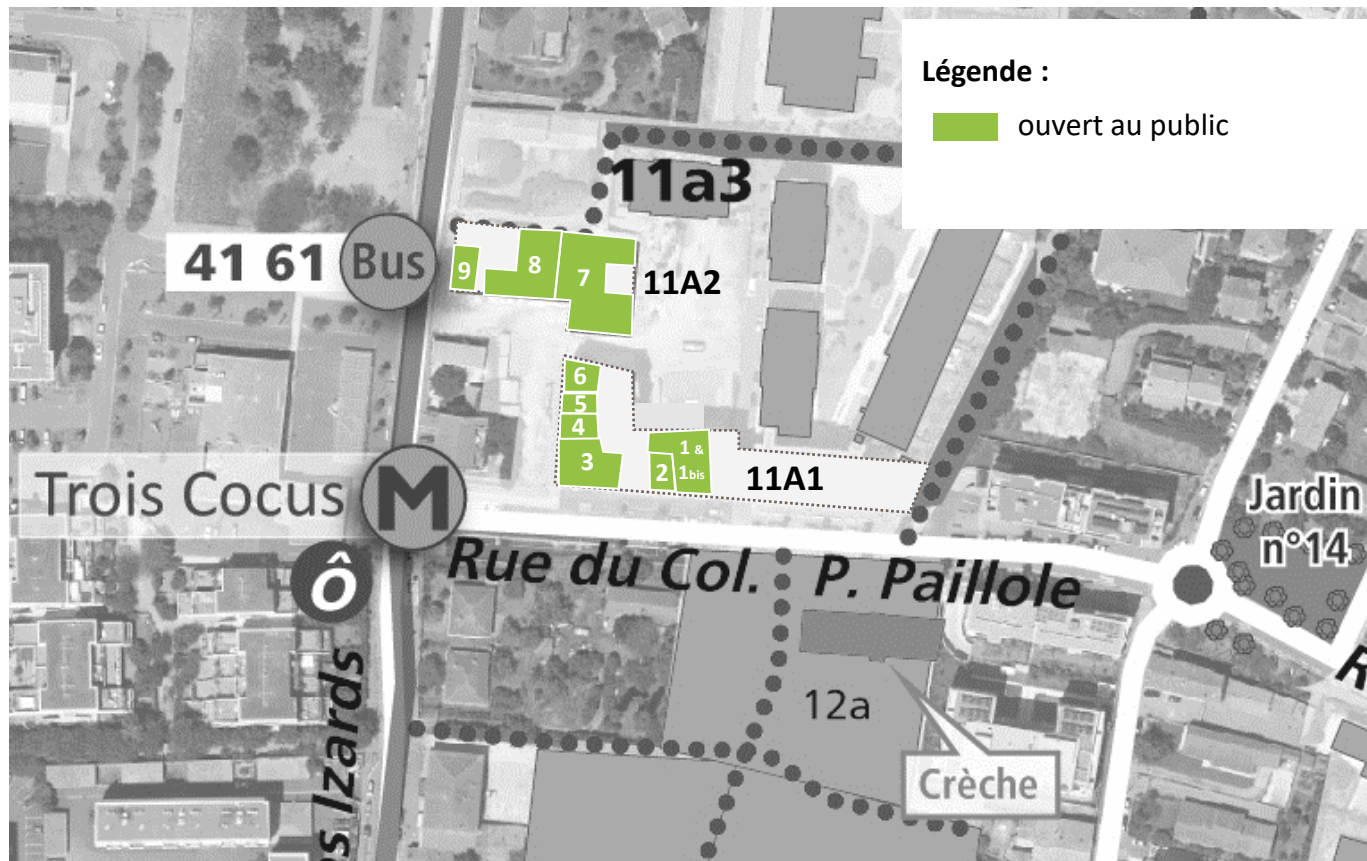 Légende :
ouvert au public
11a3
41 61 Bus
9
8
7
11A2
6
5
4
3
2
1 &
1bis
11A1
Trois Cocus M
Ô
Rue du Col. P. Paillole
Jardin
n°14
12a
Crèche
Izards
R